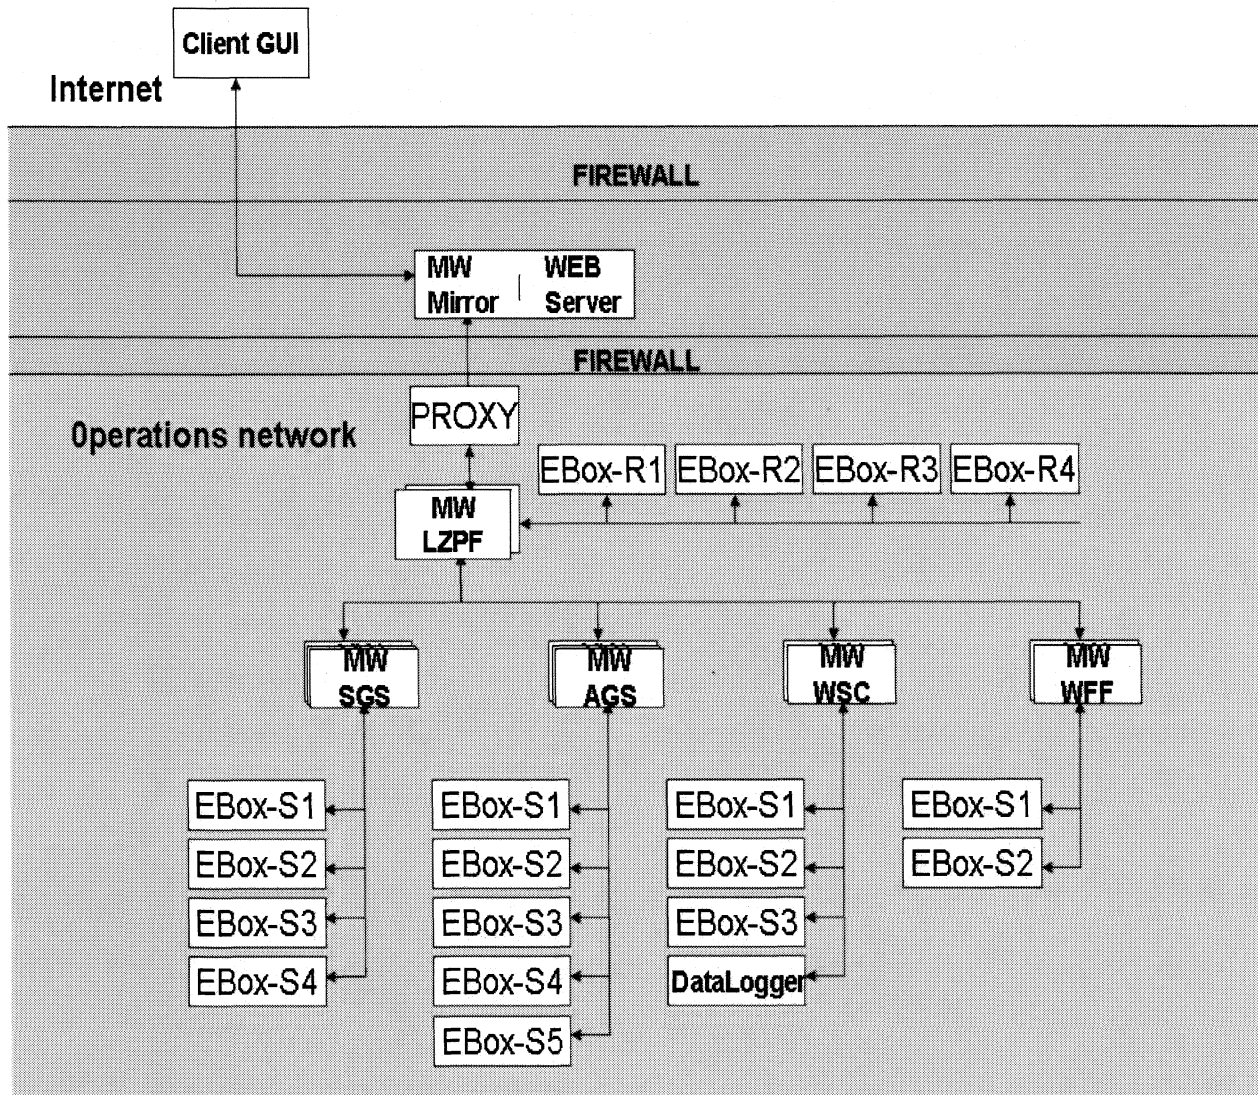 Client GUI
Internet
FIREWALL
MW WEB
Mirror Server
FIREWALL
PROXY
0perations network
EBox-R1 EBox-R2 EBox-R3 EBox-R4
MW
LZPF
MW
SGS
MW
AGS
MW
WSC
MW
WFF
EBox-S1
EBox-S2
EBox-S3
EBox-S4
EBox-S1
EBox-S2
EBox-S3
EBox-S4
EBox-S5
EBox-S1
EBox-S2
EBox-S3
DataLogger
EBox-S1
EBox-S2